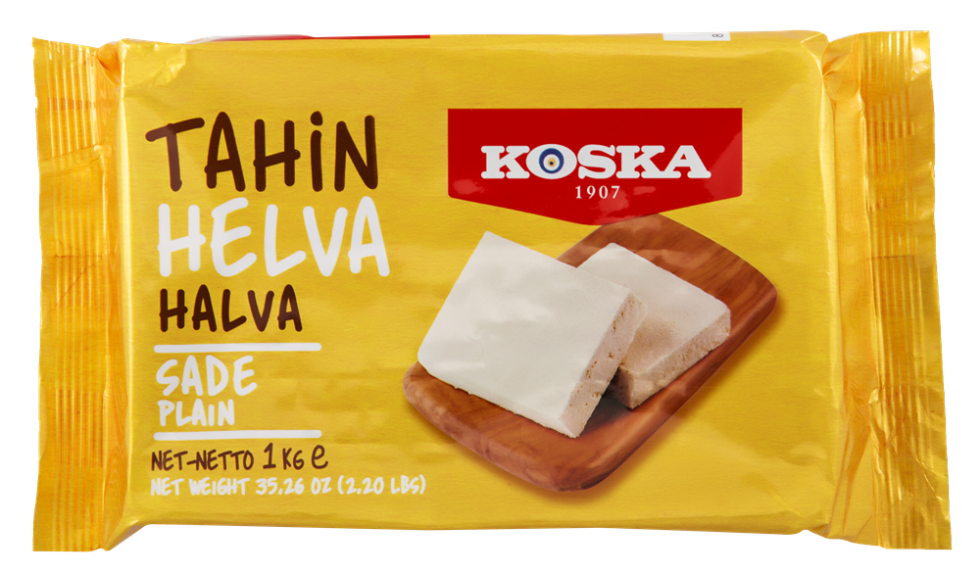 TAHiN
HELVA
HALVA
SADE
PLAIN
NET-NETTO 1 KG e
NET WEIGHT 35,26 OZ (2,20 LBS)
KOSKA
1907